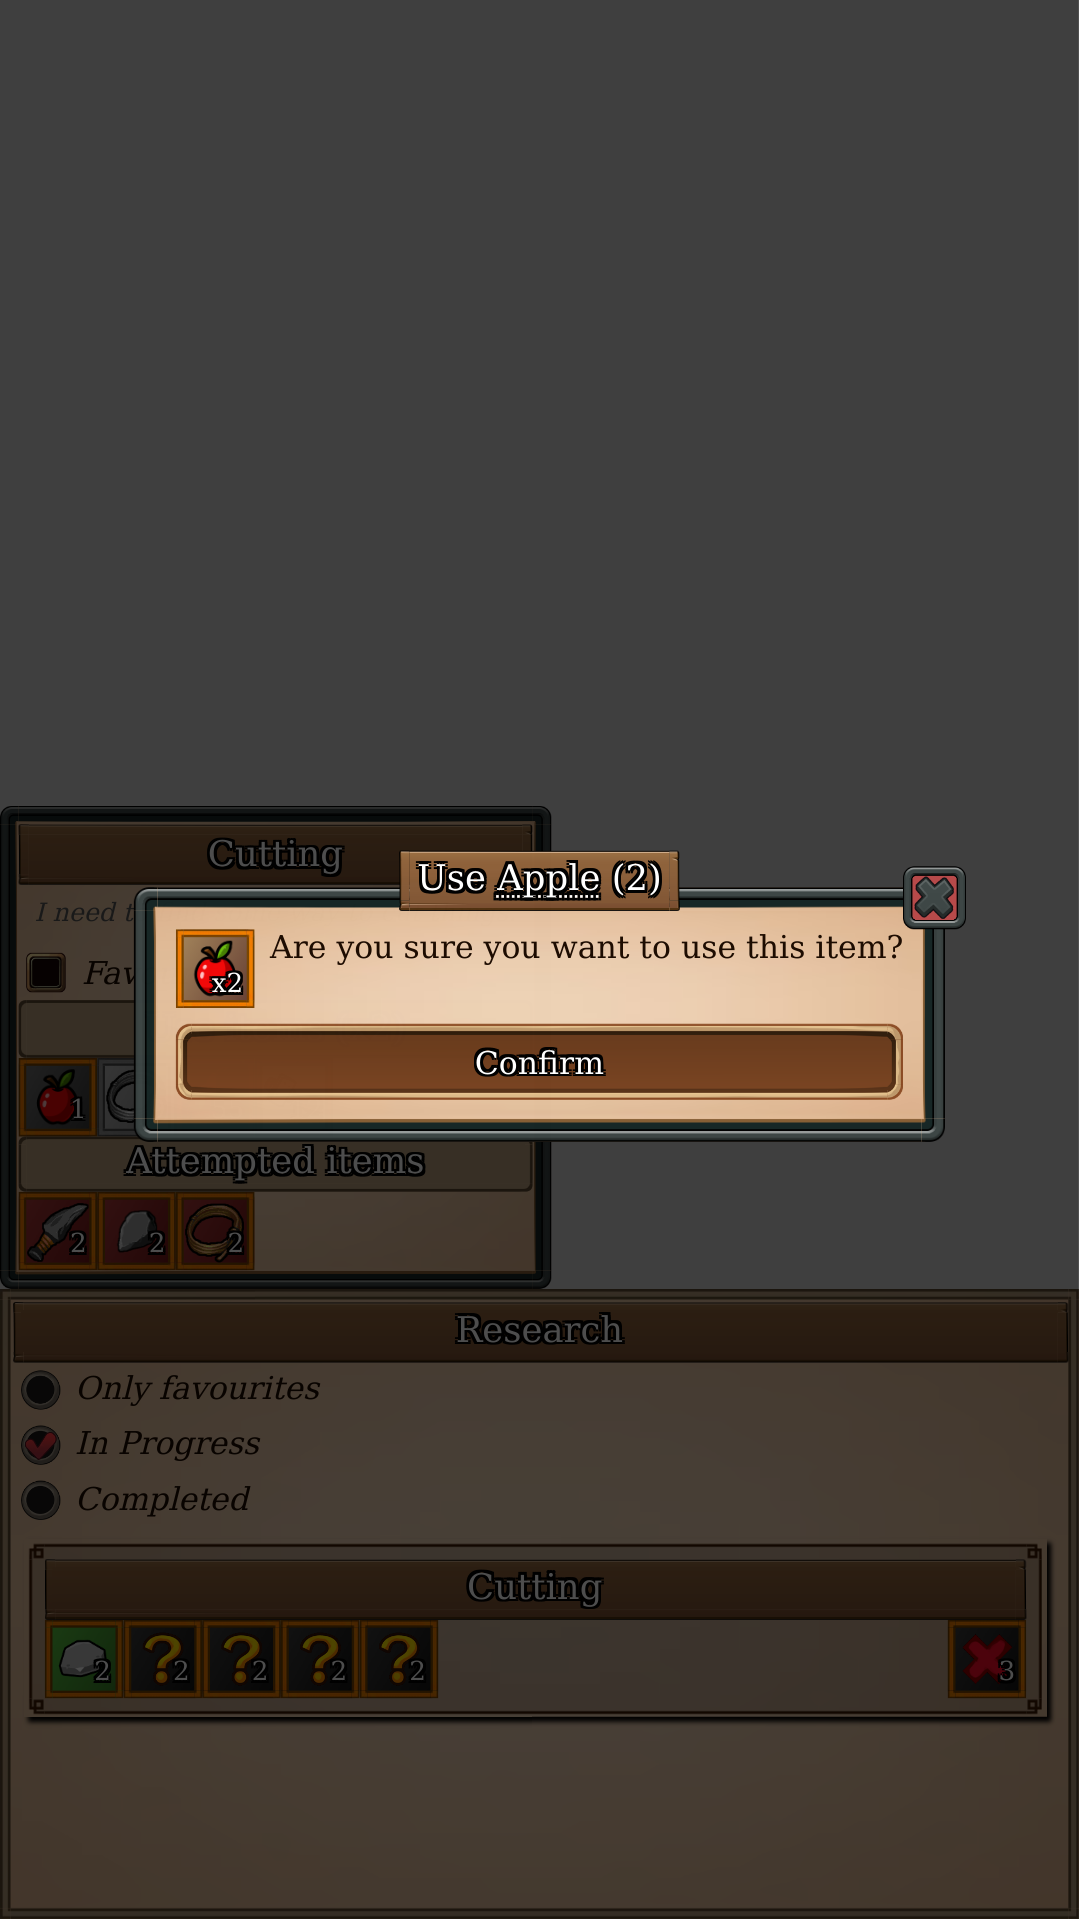 Cutting
Use Apple (2)
I need t
Are you sure you want to use this item?
Fav
x2
Confirm
1
Attempted items
2
2
2
Research
Only favourites
In Progress
Completed
Cutting
2
?2
?2
?2
?2
3